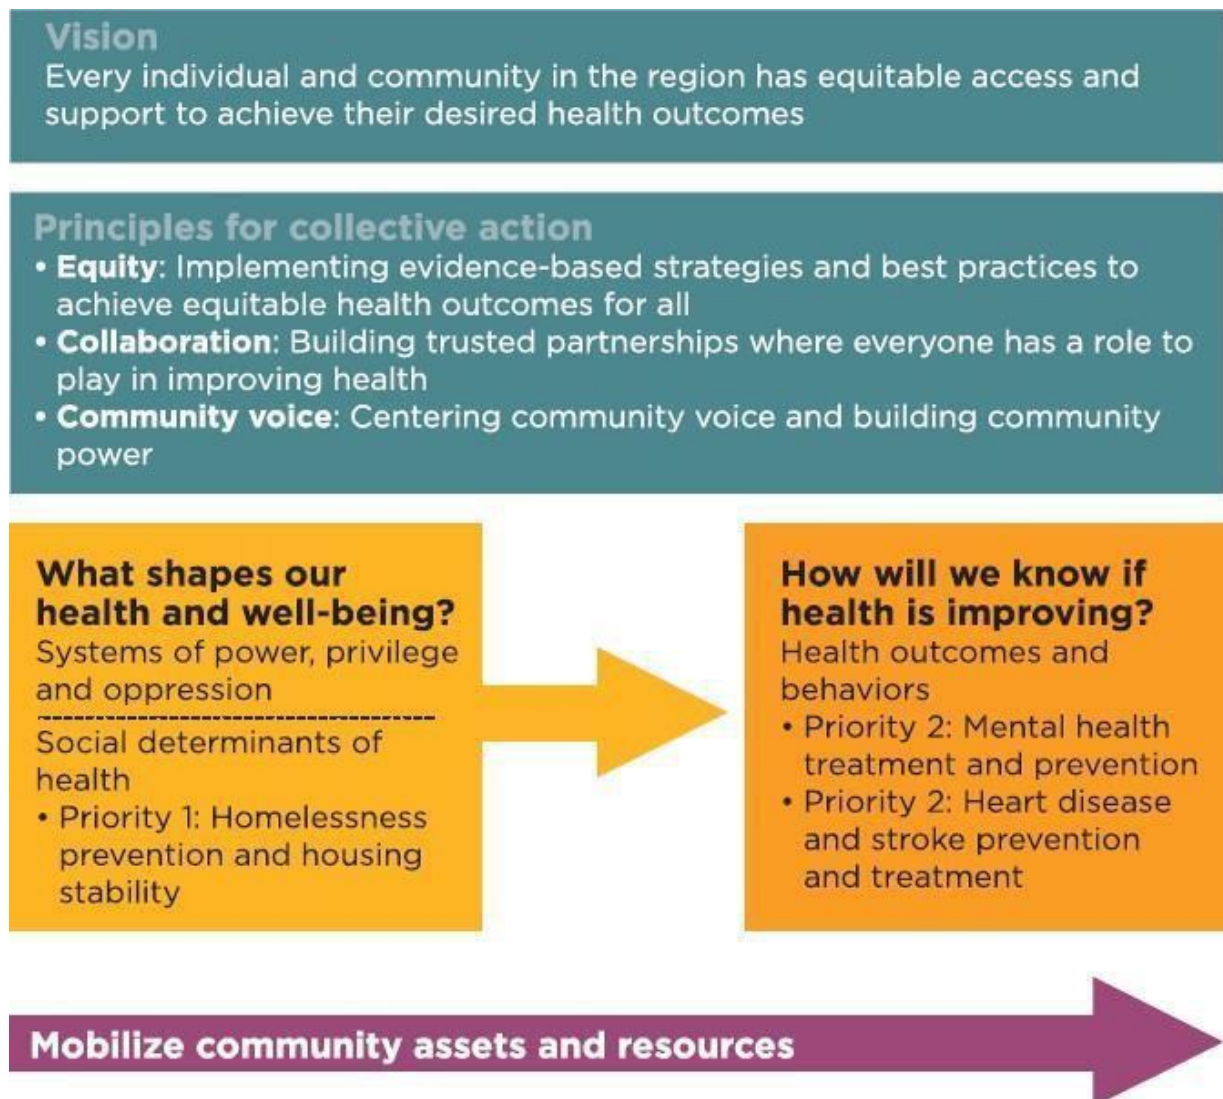 Vision
Every individual and community in the region has equitable access and
support to achieve their desired health outcomes
Principles for collective action
• Equity: Implementing evidence-based strategies and best practices to
achieve equitable health outcomes for all
• Collaboration: Building trusted partnerships where everyone has a role to
play in improving health
• Community voice: Centering community voice and building community
power
What shapes our
health and well-being?
Systems of power, privilege
and oppression
Social determinants of
health
• Priority 1: Homelessness
prevention and housing
stability
How will we know if
health is improving?
Health outcomes and
behaviors
• Priority 2: Mental health
treatment and prevention
• Priority 2: Heart disease
and stroke prevention
and treatment
Mobilize community assets and resources